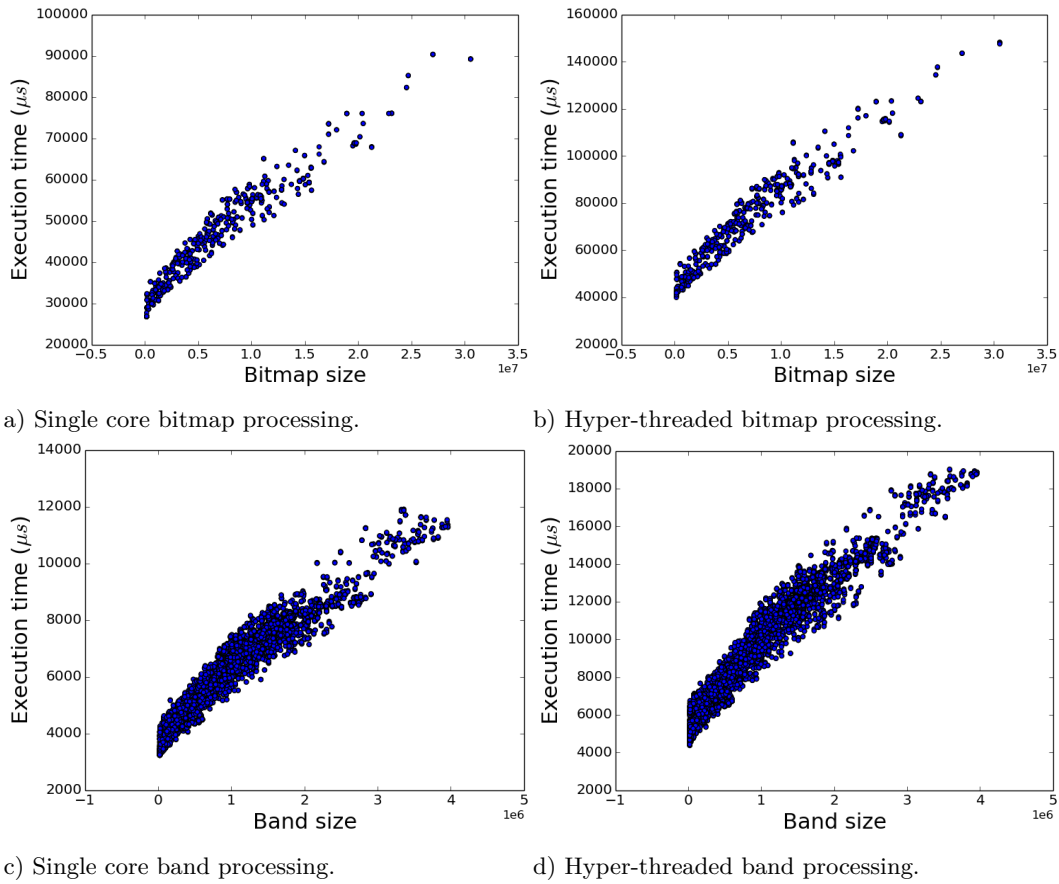 100000
90000
80000
70000
60000
50000
40000
30000
20000
Execution time (μs)
−0.5 0.0 0.5 1.0 1.5 2.0 2.5 3.0 3.5
1e7
Bitmap size
a) Single core bitmap processing.
160000
140000
120000
100000
80000
60000
40000
20000
Execution time (μs)
−0.5 0.0 0.5 1.0 1.5 2.0 2.5 3.0 3.5
1e7
Bitmap size
b) Hyper-threaded bitmap processing.
14000
12000
10000
8000
6000
4000
2000
Execution time (μs)
−1 0 1 2 3 4 5
1e6
Band size
c) Single core band processing.
20000
18000
16000
14000
12000
10000
8000
6000
4000
2000
Execution time (μs)
−1 0 1 2 3 4 5
1e6
Band size
d) Hyper-threaded band processing.